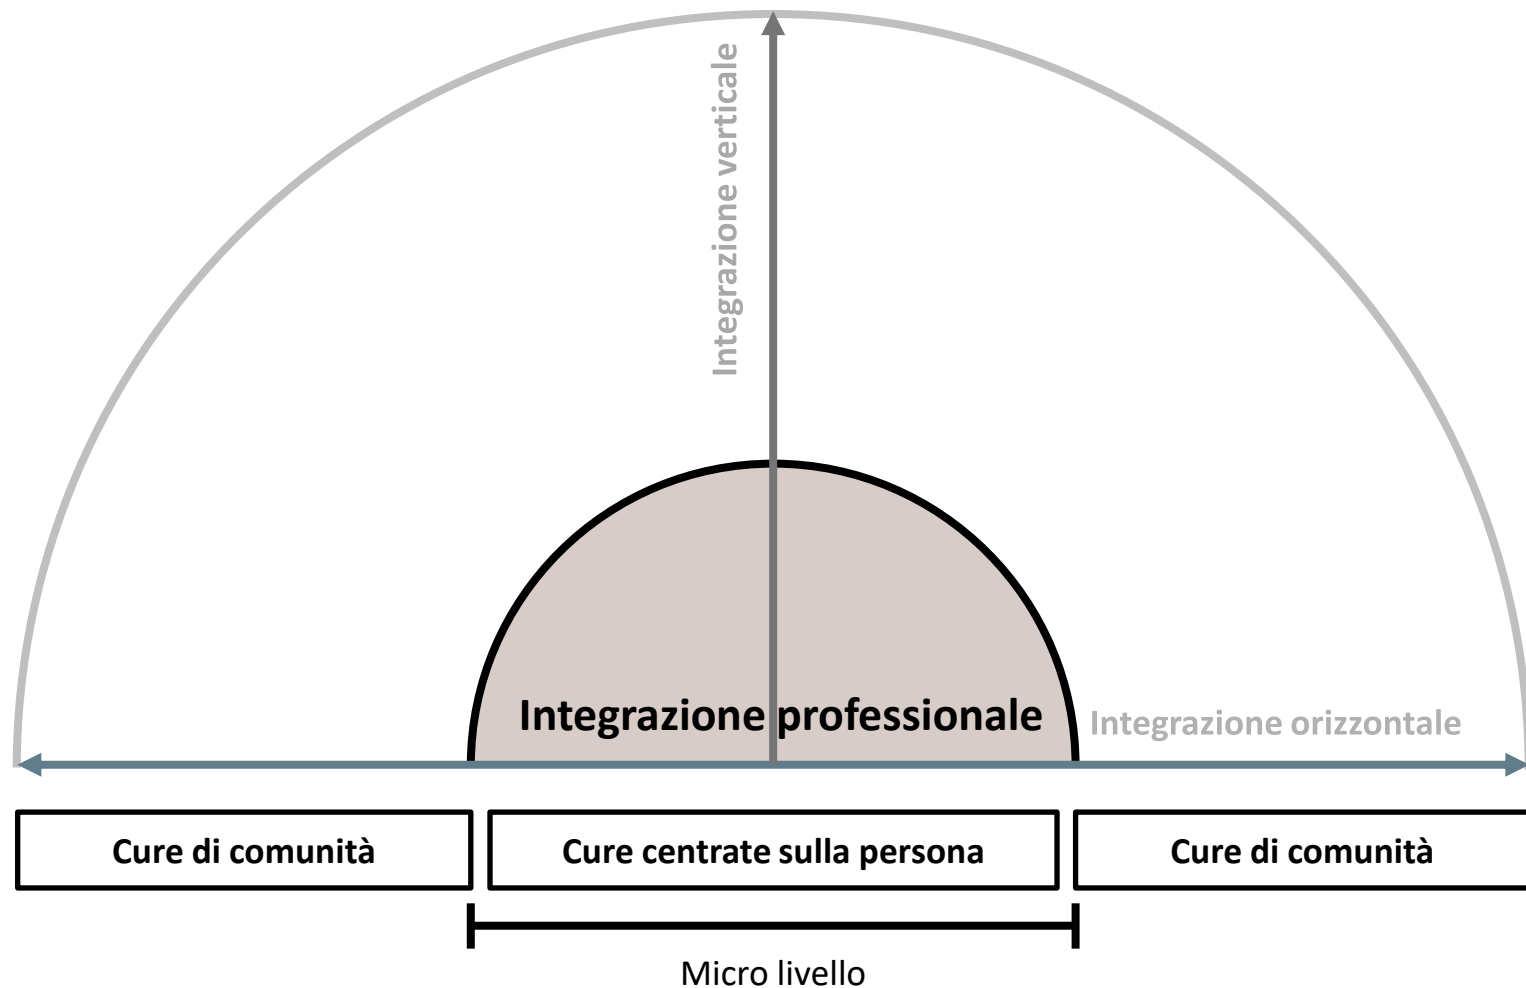 Integrazione verticale
Integrazione professionale
Integrazione orizzontale
Cure di comunità
Cure centrate sulla persona
Cure di comunità
Micro livello